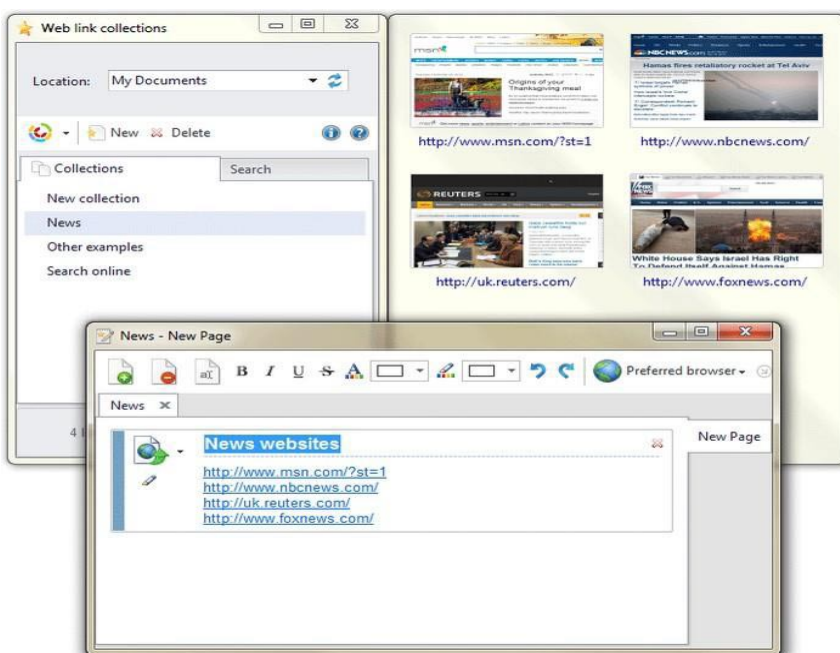 Web link collections
Location: My Documents
New Delete
Collections Search
New collection
News
Other examples
Search online
msn
Origins of your
Thanksgiving meal
http://www.msn.com/?st=1
NBCNEWS.com
Hamas fires retaliatory rocket at Tel Aviv
http://www.nbcnews.com/
REUTERS
http://uk.reuters.com/
White House Says Israel Has Right
To Defend Itself Against Hamas
http://www.foxnews.com/
4
News - New Page
B I U S A Preferred browser
News
News websites
New Page
http://www.msn.com/?st=1
http://www.nbcnews.com/
http://uk.reuters.com/
http://www.foxnews.com/